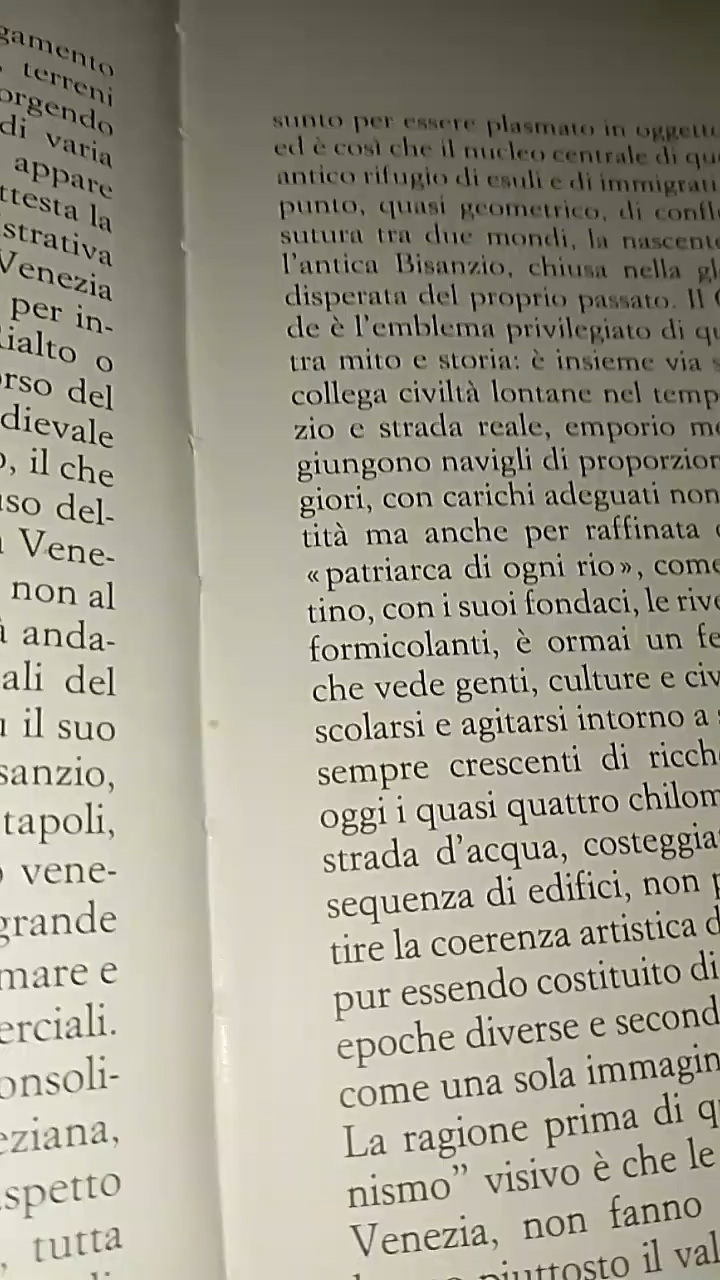 gamento
terreni
orgendo
di varia
appare
ttesta la
strativa
Venezia
per in-
ialto o
rso del
dievale
, il che
uso del-
Vene-
non al
anda-
ali del
il suo
sanzio,
tapoli,
vene-
grande
mare e
erciali.
onsoli-
eziana,
spetto
, tutta
sunto per essere plasmato in oggetto
ed è così che il nucleo centrale di que
antico rifugio di esuli e di immigrati
punto, quasi geometrico, di conflu
sutura tra due mondi, la nascente
l'antica Bisanzio, chiusa nella gl
disperata del proprio passato. Il
de è l'emblema privilegiato di qu
tra mito e storia: è insieme via s
collega civiltà lontane nel temp
zio e strada reale, emporio me
giungono navigli di proporzion
giori, con carichi adeguati non
tità ma anche per raffinata
«patriarca di ogni rio», come
tino, con i suoi fondaci, le rive
formicolanti, è ormai un fe
che vede genti, culture e civ
scolarsi e agitarsi intorno a
sempre crescenti di ricch
oggi i quasi quattro chilom
strada d'acqua, costeggia
sequenza di edifici, non p
tire la coerenza artistica d
pur essendo costituito di
epoche diverse e second
come una sola immagin
La ragione prima di q
nismo" visivo è che le
Venezia, non fanno
piuttosto il val